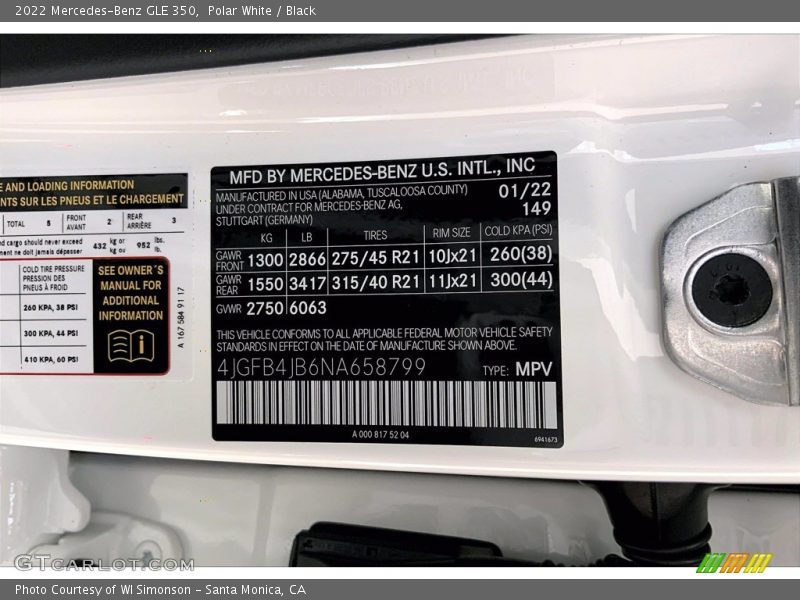 2022 Mercedes-Benz GLE 350,  Polar White / Black
E AND LOADING INFORMATION
NTS SUR LES PNEUS ET LE CHARGEMENT
TOTAL 5 FRONT AVANT 2 REAR ARRIÈRE 3
nd cargo should never exceed
ment ne doit jamais dépasser
432 kg or kg ou 952 lbs. lb.
COLD TIRE PRESSURE
PRESSION DES
PNEUS À FROID
260 KPA, 38 PSI
300 KPA, 44 PSI
410 KPA, 60 PSI
SEE OWNER´S
MANUAL FOR
ADDITIONAL
INFORMATION
A 167 584 91 17
MFD BY MERCEDES-BENZ U.S. INTL., INC
MANUFACTURED IN USA (ALABAMA, TUSCALOOSA COUNTY)
UNDER CONTRACT FOR MERCEDES-BENZ AG,
STUTTGART (GERMANY)
01/22
149
KG LB TIRES RIM SIZE COLD KPA (PSI)
GAWR FRONT 1300 2866 275/45 R21 10Jx21 260(38)
GAWR REAR 1550 3417 315/40 R21 11Jx21 300(44)
GVWR 2750 6063
THIS VEHICLE CONFORMS TO ALL APPLICABLE FEDERAL MOTOR VEHICLE SAFETY
STANDARDS IN EFFECT ON THE DATE OF MANUFACTURE SHOWN ABOVE.
4JGFB4JB6NA658799 TYPE: MPV
A 000 817 52 04
6941673
GTCARLOT.COM
Photo Courtesy of WI Simonson - Santa Monica, CA